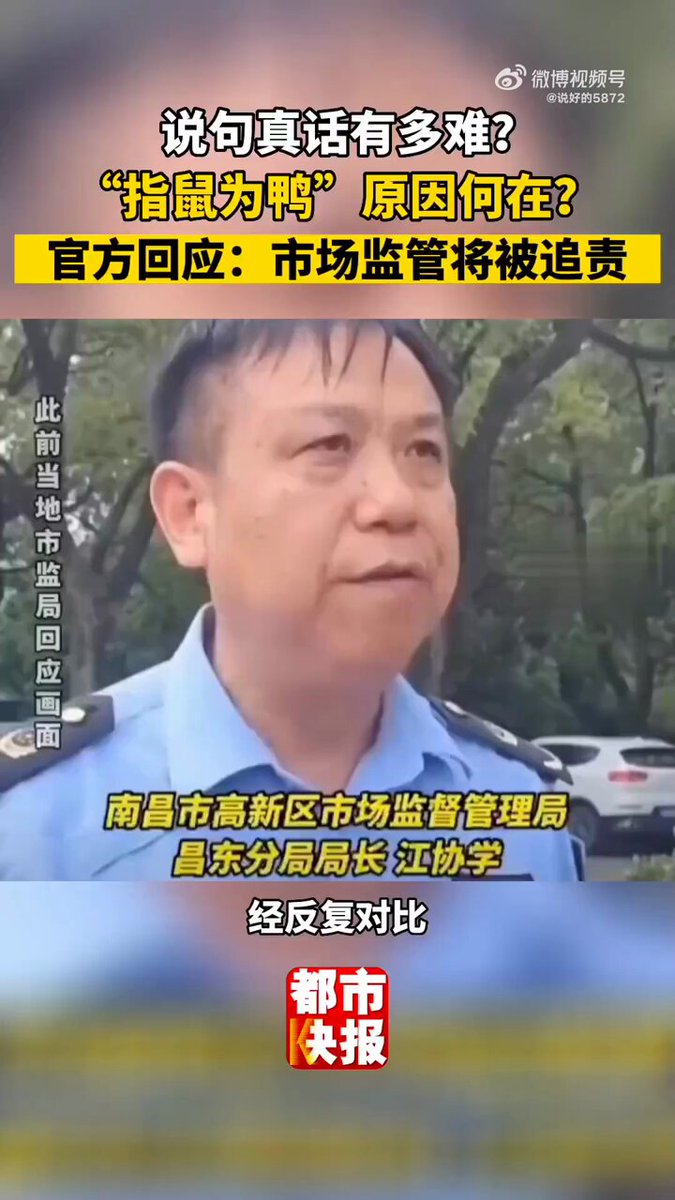 微博视频号
@说好的5872
说句真话有多难？
“指鼠为鸭”原因何在？
官方回应：市场监管将被追责
此前当地市监局回应画面
南昌市高新区市场监督管理局
昌东分局局长 江协学
经反复对比
都市
快报